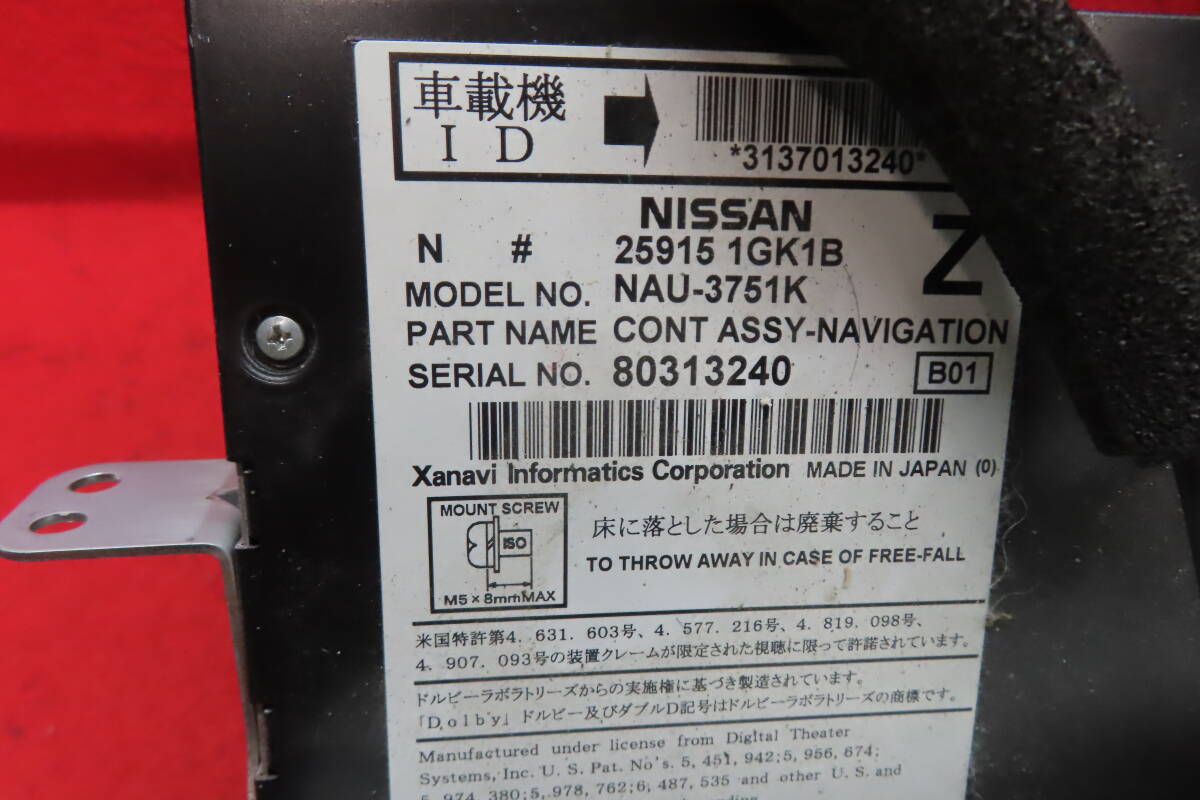 車載機
ID
*3137013240*
NISSAN
N # 25915 1GK1B
Z
MODEL NO. NAU-3751K
PART NAME CONT ASSY-NAVIGATION
SERIAL NO. 80313240
B01
Xanavi Informatics Corporation MADE IN JAPAN (0)
MOUNT SCREW
ISO
M5×8mmMAX
床に落とした場合は廃棄すること
TO THROW AWAY IN CASE OF FREE-FALL
米国特許第4. 631. 603号、4. 577. 216号、4. 819. 098号、
4. 907. 093号の装置クレームが限定された視聴に限って許諾されています。
ドルビーラボラトリーズからの実施権に基づき製造されています。
「Dolby」ドルビー及びダブルD記号はドルビーラボラトリーズの商標です。
Manufactured under license from Digital Theater
Systems, Inc. U. S. Pat. No's. 5, 451, 942;5, 956, 674;
5, 974, 380;5, 978, 762;6, 487, 535 and other U. S. and